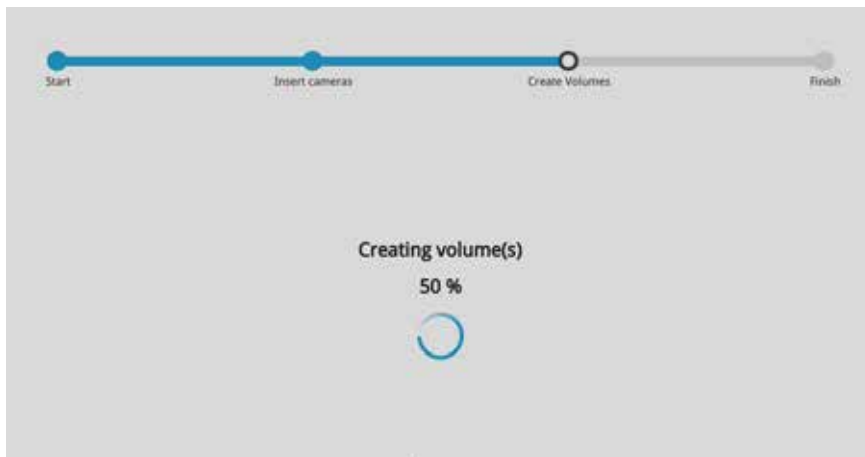 Start
Insert cameras
Create Volumes
Finish
Creating volume(s)
50 %